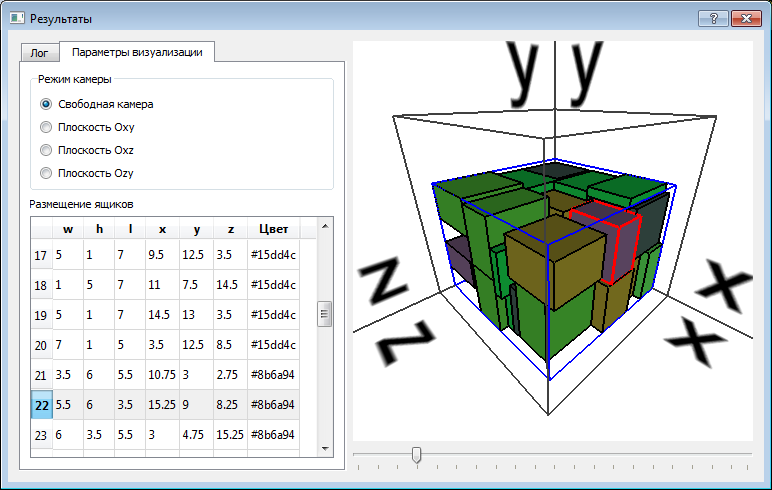 Результаты
Лог Параметры визуализации
Режим камеры
Свободная камера
Плоскость Oxy
Плоскость Oxz
Плоскость Ozy
Размещение ящиков
w h l x y z Цвет
17 5 1 7 9.5 12.5 3.5 #15dd4c
18 1 5 7 11 7.5 14.5 #15dd4c
19 5 1 7 14.5 13 3.5 #15dd4c
20 7 1 5 3.5 12.5 8.5 #15dd4c
21 3.5 6 5.5 10.75 3 2.75 #8b6a94
22 5.5 6 3.5 15.25 9 8.25 #8b6a94
23 6 3.5 5.5 3 4.75 15.25 #8b6a94
y y
z x
z x